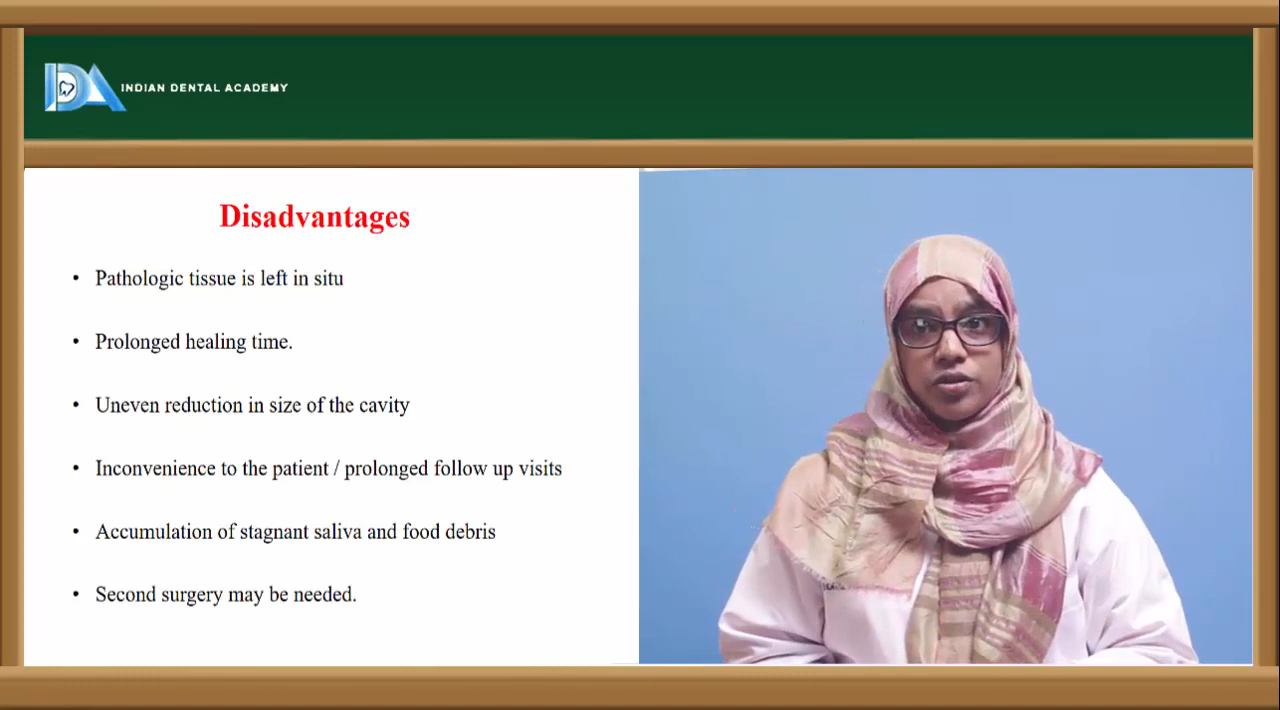 INDIAN DENTAL ACADEMY
Disadvantages
• Pathologic tissue is left in situ
• Prolonged healing time.
• Uneven reduction in size of the cavity
• Inconvenience to the patient / prolonged follow up visits
• Accumulation of stagnant saliva and food debris
• Second surgery may be needed.